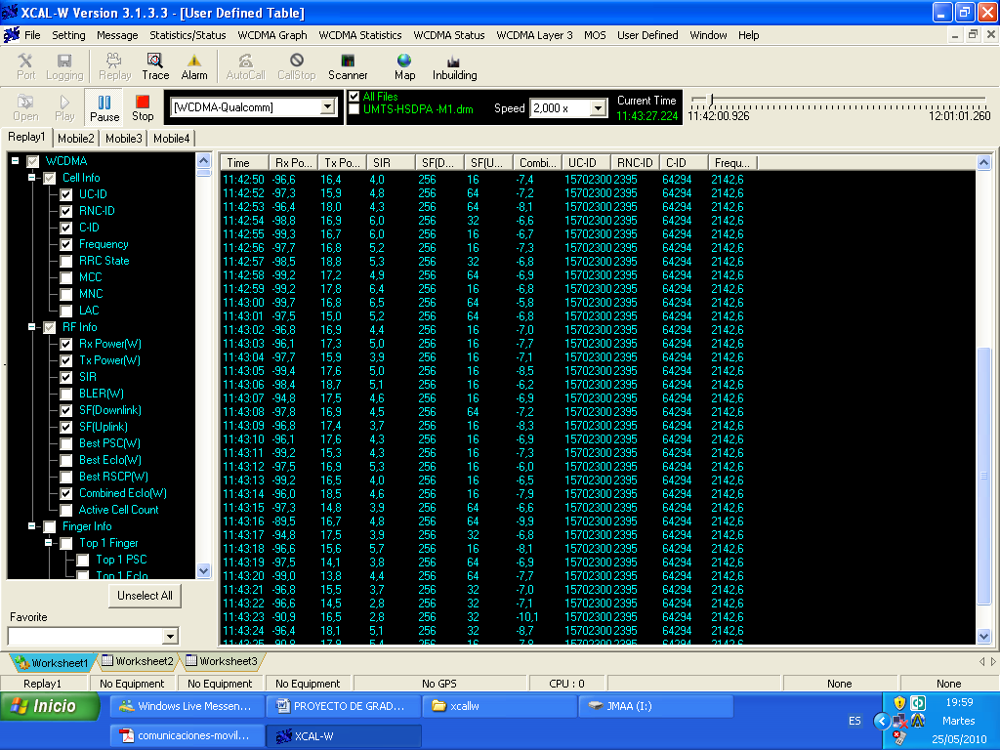 XCAL-W Version 3.1.3.3 - [User Defined Table]
File Setting Message Statistics/Status WCDMA Graph WCDMA Statistics WCDMA Status WCDMA Layer 3 MOS User Defined Window Help
Port Logging Replay Trace Alarm AutoCall CallStop Scanner Map Inbuilding
Open Play Pause Stop [WCDMA-Qualcomm] All Files Speed 2,000 x Current Time
UMTS-HSDPA -M1.drm 11:43:27.224 11:42:00.926 12:01:01.260
Replay1 Mobile2 Mobile3 Mobile4
WCDMA
Cell Info
UC-ID
RNC-ID
C-ID
Frequency
RRC State
MCC
MNC
LAC
RF Info
Rx Power(W)
Tx Power(W)
SIR
BLER(W)
SF(Downlink)
SF(Uplink)
Best PSC(W)
Best EcIo(W)
Best RSCP(W)
Combined EcIo(W)
Active Cell Count
Finger Info
Top 1 Finger
Top 1 PSC
Top 1 EcIo
Unselect All
Favorite
Time Rx Po... Tx Po... SIR SF(D... SF(U... Combi... UC-ID RNC-ID C-ID Frequ...
11:42:50 -96,6 16,4 4,0 256 16 -7,4 15702300 2395 64294 2142,6
11:42:52 -97,3 15,9 4,8 256 64 -7,2 15702300 2395 64294 2142,6
11:42:53 -96,4 18,0 4,3 256 64 -8,1 15702300 2395 64294 2142,6
11:42:54 -98,8 16,9 6,0 256 32 -6,6 15702300 2395 64294 2142,6
11:42:55 -99,3 16,7 6,0 256 16 -6,7 15702300 2395 64294 2142,6
11:42:56 -97,7 16,8 5,2 256 16 -7,3 15702300 2395 64294 2142,6
11:42:57 -98,5 18,8 5,3 256 32 -6,8 15702300 2395 64294 2142,6
11:42:58 -99,2 17,2 4,9 256 64 -6,9 15702300 2395 64294 2142,6
11:42:59 -99,2 17,8 6,4 256 16 -6,8 15702300 2395 64294 2142,6
11:43:00 -99,7 16,8 6,5 256 64 -5,8 15702300 2395 64294 2142,6
11:43:01 -97,5 15,0 5,2 256 64 -6,8 15702300 2395 64294 2142,6
11:43:02 -96,8 16,9 4,4 256 16 -7,0 15702300 2395 64294 2142,6
11:43:03 -96,1 17,3 5,0 256 16 -7,7 15702300 2395 64294 2142,6
11:43:04 -97,7 15,9 3,9 256 16 -7,1 15702300 2395 64294 2142,6
11:43:05 -99,4 17,6 5,0 256 16 -8,5 15702300 2395 64294 2142,6
11:43:06 -98,4 18,7 5,1 256 16 -6,2 15702300 2395 64294 2142,6
11:43:07 -94,8 17,5 4,6 256 16 -6,9 15702300 2395 64294 2142,6
11:43:08 -97,8 16,9 4,5 256 64 -7,2 15702300 2395 64294 2142,6
11:43:09 -96,8 17,4 3,7 256 16 -8,3 15702300 2395 64294 2142,6
11:43:10 -96,1 17,6 4,3 256 16 -6,9 15702300 2395 64294 2142,6
11:43:11 -99,2 15,3 4,3 256 16 -7,3 15702300 2395 64294 2142,6
11:43:12 -97,5 16,9 5,3 256 16 -6,0 15702300 2395 64294 2142,6
11:43:13 -99,2 16,5 4,0 256 16 -6,5 15702300 2395 64294 2142,6
11:43:14 -96,0 18,5 4,6 256 16 -7,9 15702300 2395 64294 2142,6
11:43:15 -97,3 14,8 3,9 256 64 -6,6 15702300 2395 64294 2142,6
11:43:16 -89,5 16,7 4,8 256 64 -9,9 15702300 2395 64294 2142,6
11:43:17 -94,8 17,5 3,9 256 32 -6,8 15702300 2395 64294 2142,6
11:43:18 -96,6 15,6 5,7 256 16 -8,1 15702300 2395 64294 2142,6
11:43:19 -97,5 14,1 3,8 256 64 -6,9 15702300 2395 64294 2142,6
11:43:20 -99,0 13,8 4,4 256 64 -7,7 15702300 2395 64294 2142,6
11:43:21 -96,8 15,5 3,7 256 32 -7,0 15702300 2395 64294 2142,6
11:43:22 -96,6 14,5 2,8 256 32 -7,1 15702300 2395 64294 2142,6
11:43:23 -90,9 16,5 2,8 256 32 -10,1 15702300 2395 64294 2142,6
11:43:24 -96,4 18,1 5,1 256 32 -8,7 15702300 2395 64294 2142,6
11:43:25 -90,8 17,9 5,4 256 16 -7,8 15702300 2395 64294 2142,6
Worksheet1 Worksheet2 Worksheet3
Replay1 No Equipment No Equipment No Equipment No GPS CPU : 0 None None
Inicio Windows Live Messen... PROYECTO DE GRAD... xcallw JMAA (I:) 19:59
ES Martes
comunicaciones-movil... XCAL-W 25/05/2010